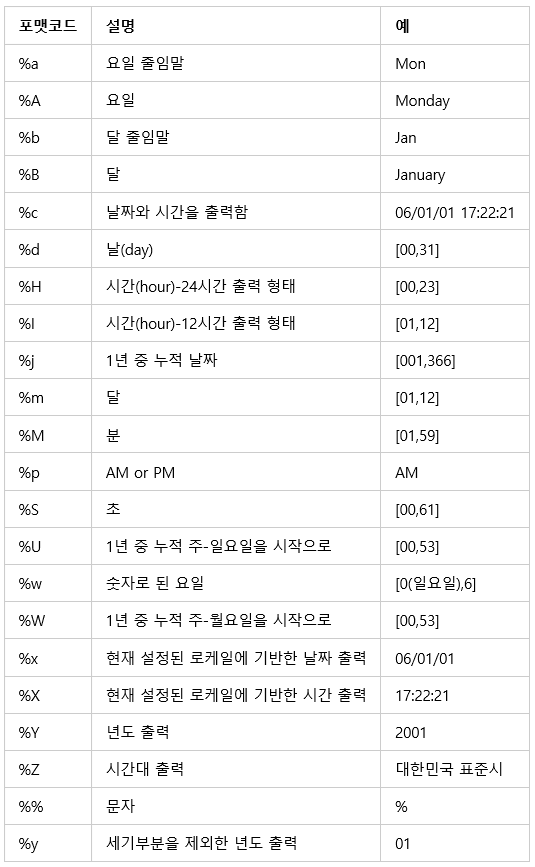 포맷코드 설명 예
%a 요일 줄임말 Mon
%A 요일 Monday
%b 달 줄임말 Jan
%B 달 January
%c 날짜와 시간을 출력함 06/01/01 17:22:21
%d 날(day) [00,31]
%H 시간(hour)-24시간 출력 형태 [00,23]
%I 시간(hour)-12시간 출력 형태 [01,12]
%j 1년 중 누적 날짜 [001,366]
%m 달 [01,12]
%M 분 [01,59]
%p AM or PM AM
%S 초 [00,61]
%U 1년 중 누적 주-일요일을 시작으로 [00,53]
%w 숫자로 된 요일 [0(일요일),6]
%W 1년 중 누적 주-월요일을 시작으로 [00,53]
%x 현재 설정된 로케일에 기반한 날짜 출력 06/01/01
%X 현재 설정된 로케일에 기반한 시간 출력 17:22:21
%Y 년도 출력 2001
%Z 시간대 출력 대한민국 표준시
%% 문자 %
%y 세기부분을 제외한 년도 출력 01